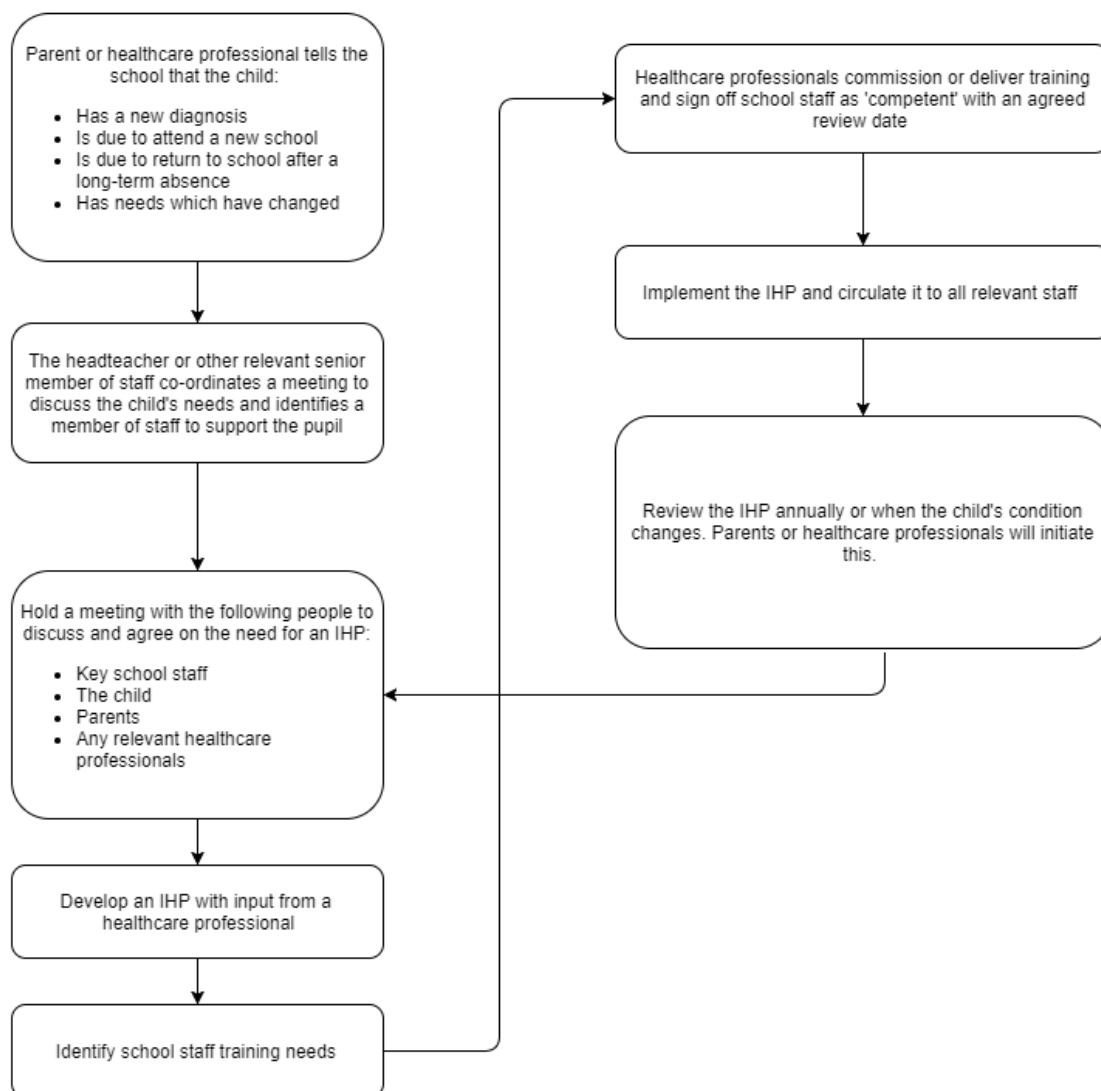 Parent or healthcare professional tells the
school that the child:
• Has a new diagnosis
• Is due to attend a new school
• Is due to return to school after a
long-term absence
• Has needs which have changed
The headteacher or other relevant senior
member of staff co-ordinates a meeting to
discuss the child's needs and identifies a
member of staff to support the pupil
Hold a meeting with the following people to
discuss and agree on the need for an IHP:
• Key school staff
• The child
• Parents
• Any relevant healthcare
professionals
Develop an IHP with input from a
healthcare professional
Identify school staff training needs
Healthcare professionals commission or deliver training
and sign off school staff as 'competent' with an agreed
review date
Implement the IHP and circulate it to all relevant staff
Review the IHP annually or when the child's condition
changes. Parents or healthcare professionals will initiate
this.